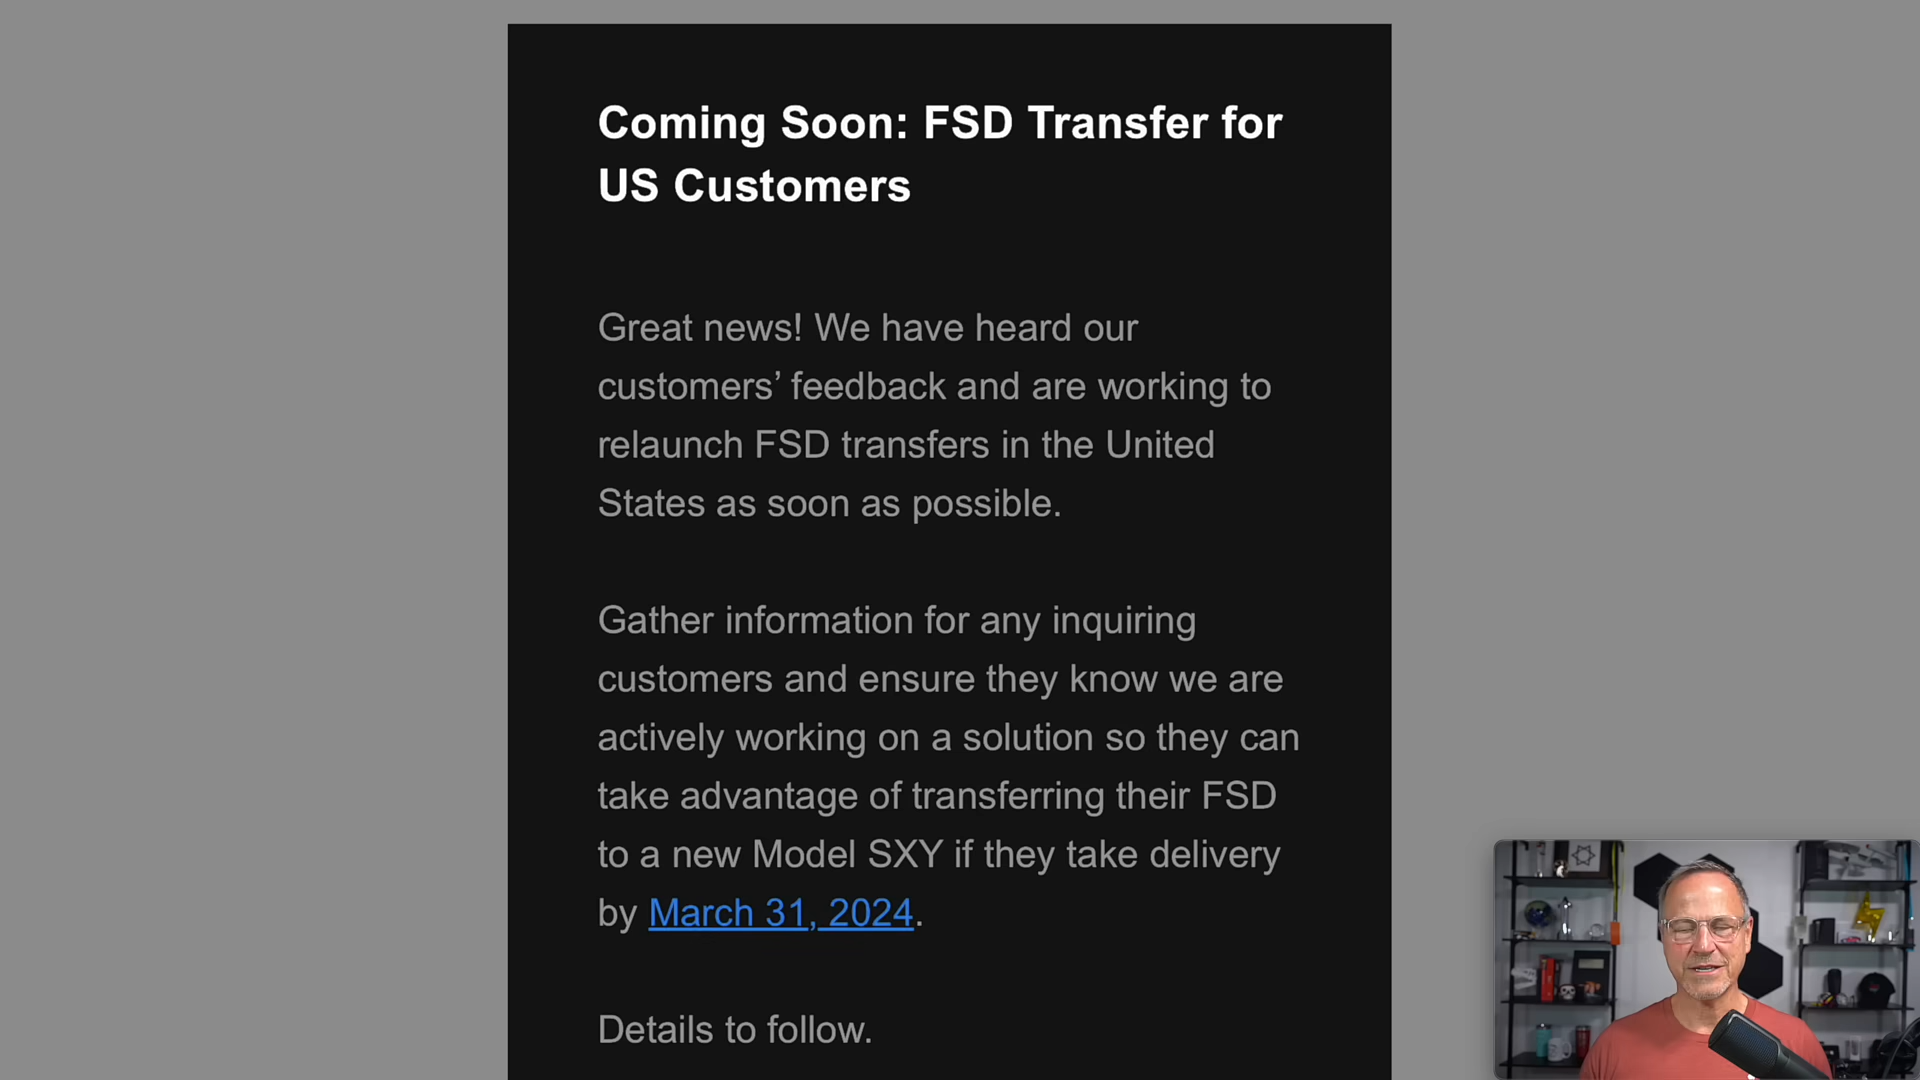 Coming Soon: FSD Transfer for
US Customers
Great news! We have heard our
customers’ feedback and are working to
relaunch FSD transfers in the United
States as soon as possible.
Gather information for any inquiring
customers and ensure they know we are
actively working on a solution so they can
take advantage of transferring their FSD
to a new Model SXY if they take delivery
by March 31, 2024.
Details to follow.